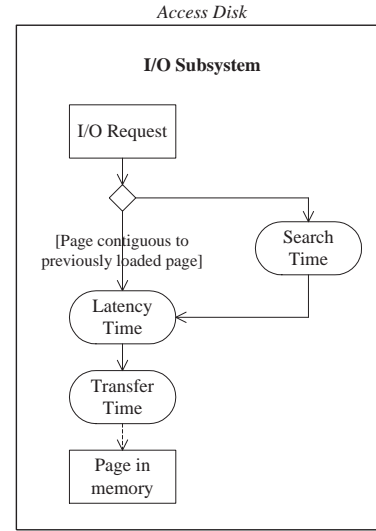 Access Disk
I/O Subsystem
I/O Request
[Page contiguous to
previously loaded page]
Search
Time
Latency
Time
Transfer
Time
Page in
memory